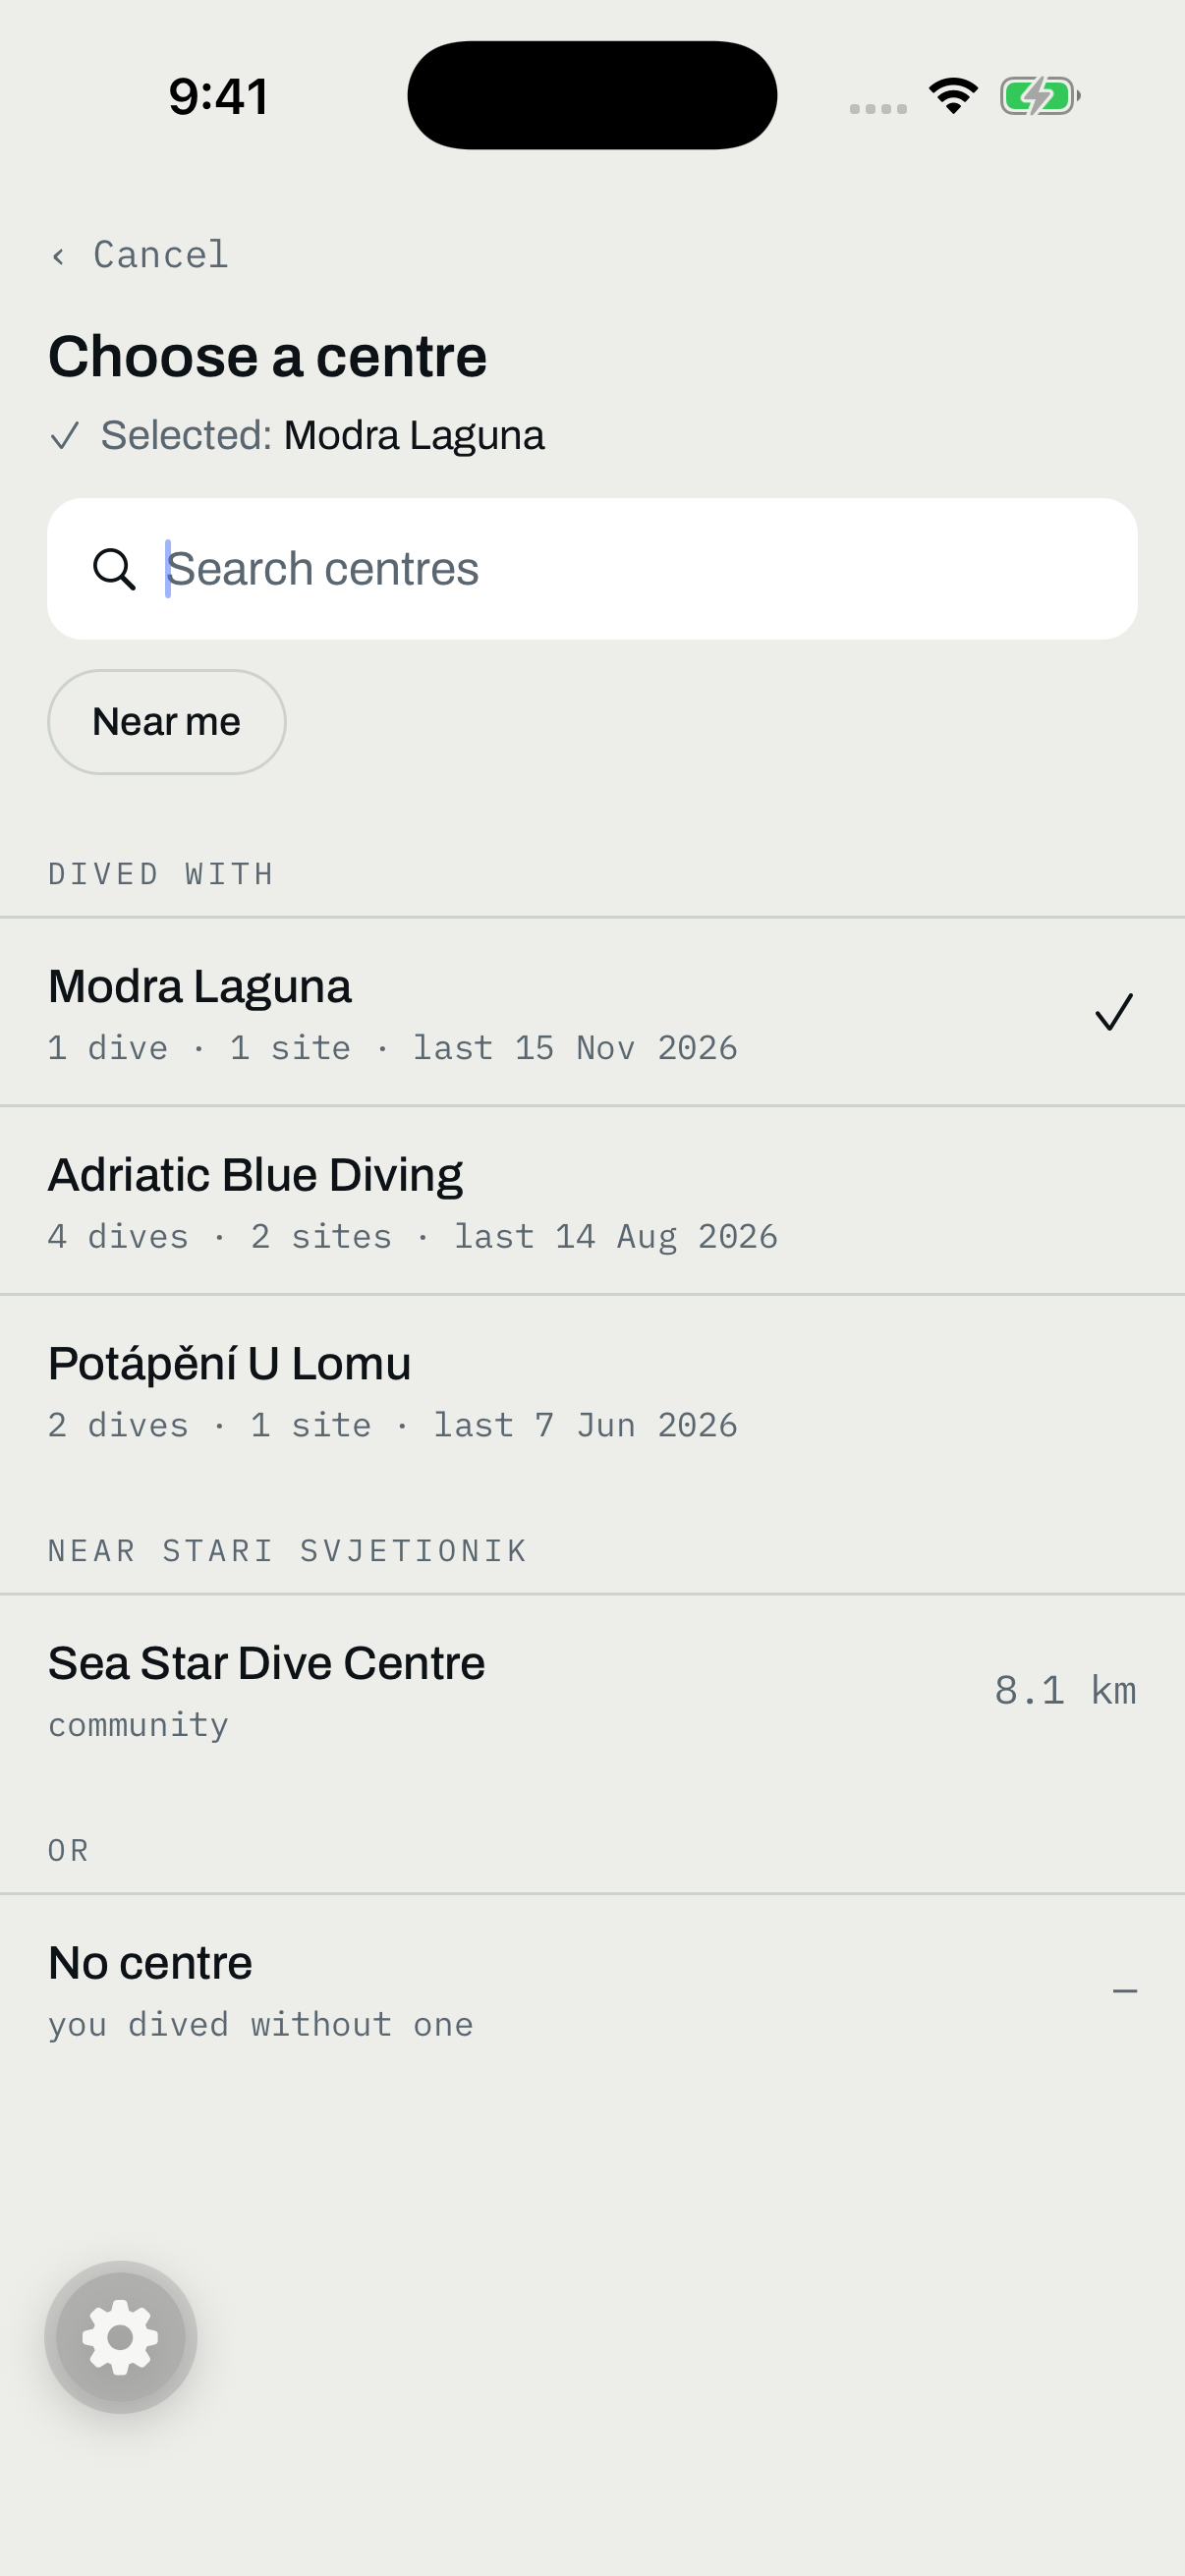 9:41
‹ Cancel
Choose a centre
✓ Selected: Modra Laguna
Search centres
Near me
DIVED WITH
Modra Laguna
1 dive · 1 site · last 15 Nov 2026
Adriatic Blue Diving
4 dives · 2 sites · last 14 Aug 2026
Potápění U Lomu
2 dives · 1 site · last 7 Jun 2026
NEAR STARI SVJETIONIK
Sea Star Dive Centre
8.1 km
community
OR
No centre
—
you dived without one